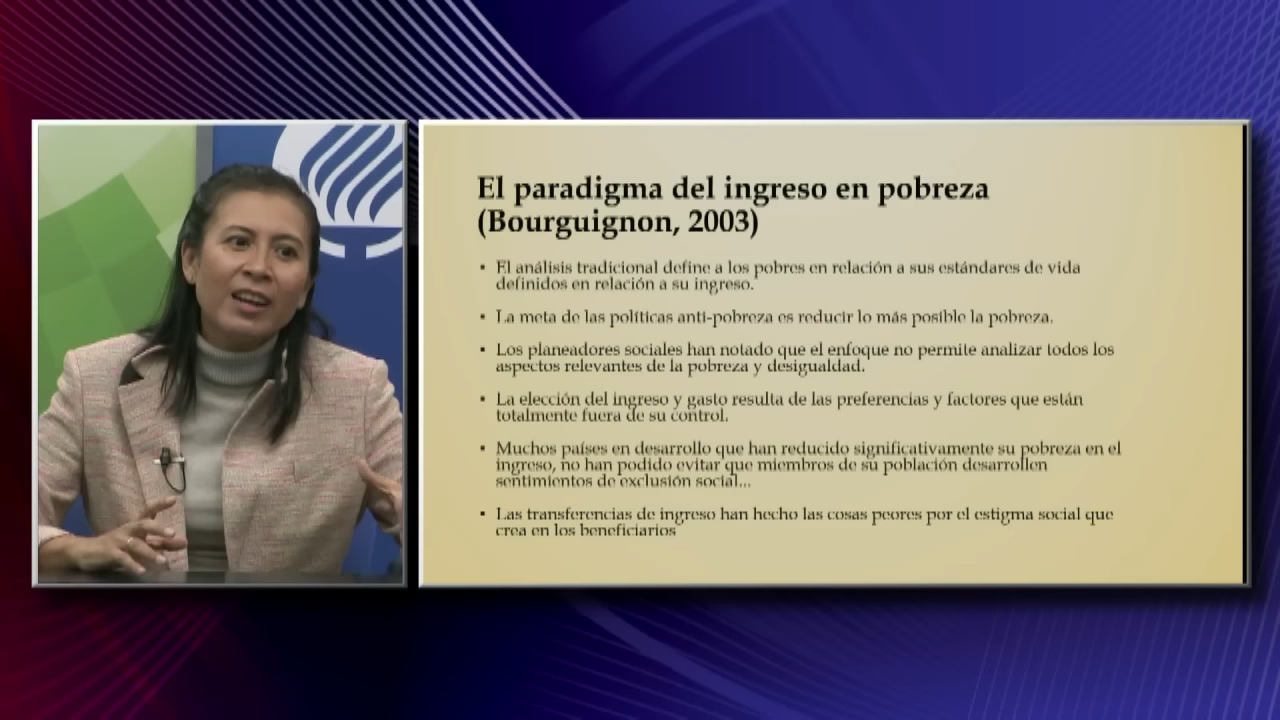 El paradigma del ingreso en pobreza
(Bourguignon, 2003)
▪ El análisis tradicional define a los pobres en relación a sus estándares de vida
definidos en relación a su ingreso.
▪ La meta de las políticas anti-pobreza es reducir lo más posible la pobreza.
▪ Los planeadores sociales han notado que el enfoque no permite analizar todos los
aspectos relevantes de la pobreza y desigualdad.
▪ La elección del ingreso y gasto resulta de las preferencias y factores que están
totalmente fuera de su control.
▪ Muchos países en desarrollo que han reducido significativamente su pobreza en el
ingreso, no han podido evitar que miembros de su población desarrollen
sentimientos de exclusión social...
▪ Las transferencias de ingreso han hecho las cosas peores por el estigma social que
crea en los beneficiarios